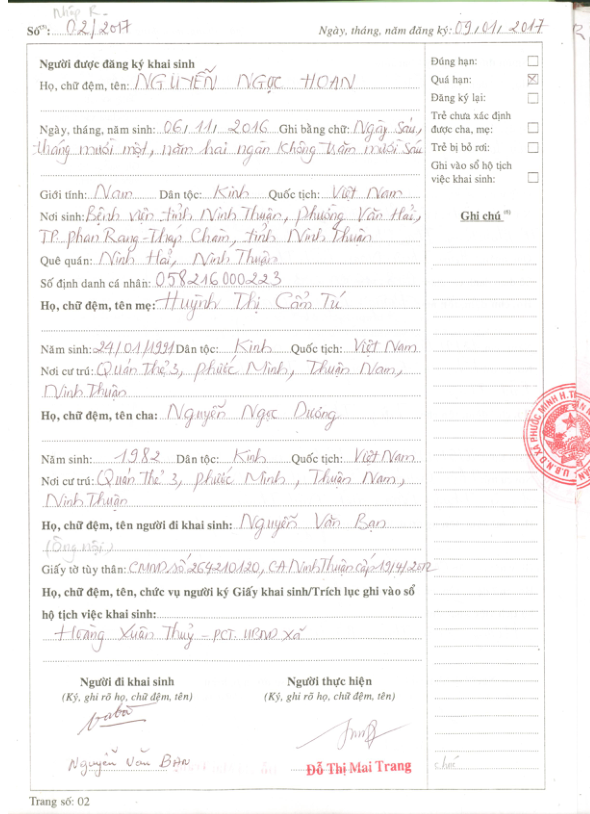 Nhập R.
Số⁽⁵⁾: 02/2017
Ngày, tháng, năm đăng ký: 09/01/2017
Người được đăng ký khai sinh
Họ, chữ đệm, tên: NGUYỄN NGỌC HOAN
Ngày, tháng, năm sinh: 06/11/2016 Ghi bằng chữ: Ngày sáu,
tháng mười một, năm hai ngàn không trăm mười sáu
Giới tính: Nam Dân tộc: Kinh Quốc tịch: Việt Nam
Nơi sinh: Bệnh viện tỉnh Ninh Thuận, phường Văn Hải,
TP. Phan Rang-Tháp Chàm, tỉnh Ninh Thuận
Quê quán: Ninh Hải, Ninh Thuận
Số định danh cá nhân: 058216000223
Họ, chữ đệm, tên mẹ: Huỳnh Thị Cẩm Tú
Năm sinh: 24/01/1991 Dân tộc: Kinh Quốc tịch: Việt Nam
Nơi cư trú: Quán Thẻ 3, Phước Minh, Thuận Nam,
Ninh Thuận
Họ, chữ đệm, tên cha: Nguyễn Ngọc Dương
Năm sinh: 1982 Dân tộc: Kinh Quốc tịch: Việt Nam
Nơi cư trú: Quán Thẻ 3, Phước Minh, Thuận Nam,
Ninh Thuận
Họ, chữ đệm, tên người đi khai sinh: Nguyễn Văn Bạn
(Ông nội)
Giấy tờ tùy thân: CMND số 264210120, CA. Ninh Thuận cấp 19/4/2012
Họ, chữ đệm, tên, chức vụ người ký Giấy khai sinh/Trích lục ghi vào sổ
hộ tịch việc khai sinh:
Hoàng Xuân Thuỷ - PCT. UBND xã
Người đi khai sinh
(Ký, ghi rõ họ, chữ đệm, tên)
Nguyễn Văn Bạn
Người thực hiện
(Ký, ghi rõ họ, chữ đệm, tên)
Đỗ Thị Mai Trang
Đúng hạn:
Quá hạn: ☒
Đăng ký lại:
Trẻ chưa xác định
được cha, mẹ:
Trẻ bị bỏ rơi:
Ghi vào sổ hộ tịch
việc khai sinh:
Ghi chú ⁽⁶⁾
U.B.N.D XÃ PHƯỚC MINH H.T
Trang số: 02